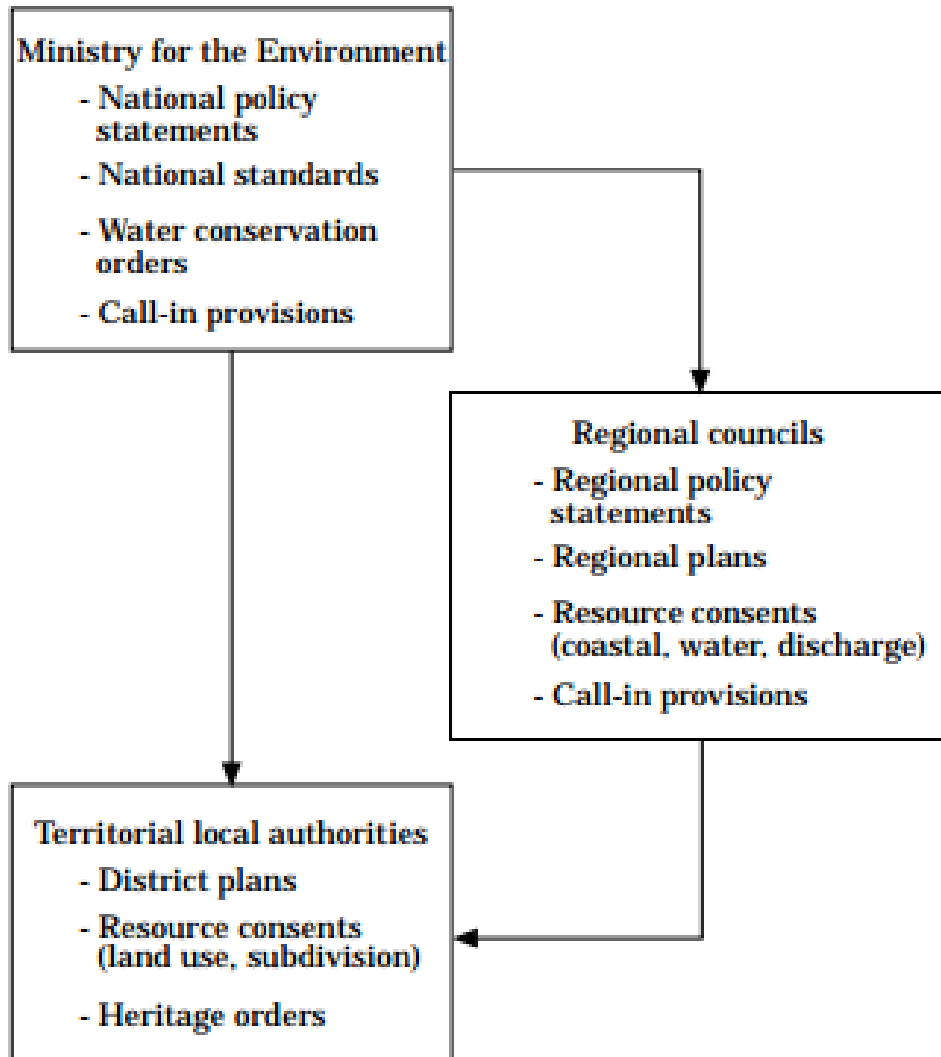 Ministry for the Environment
- National policy
statements
- National standards
- Water conservation
orders
- Call-in provisions
Regional councils
- Regional policy
statements
- Regional plans
- Resource consents
(coastal, water, discharge)
- Call-in provisions
Territorial local authorities
- District plans
- Resource consents
(land use, subdivision)
- Heritage orders